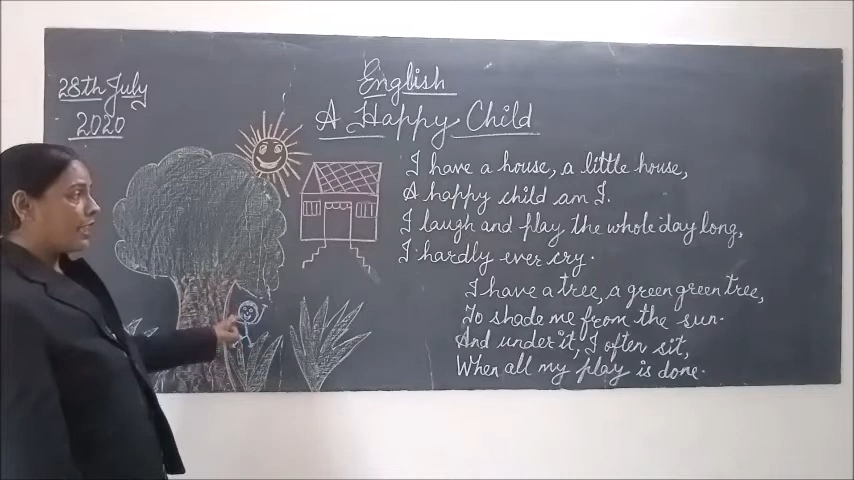 28th July
2020
English
A Happy Child
I have a house, a little house,
A happy child am I.
I laugh and play the whole day long,
I hardly ever cry.
I have a tree, a green green tree,
To shade me from the sun.
And under it, I often sit,
When all my play is done.